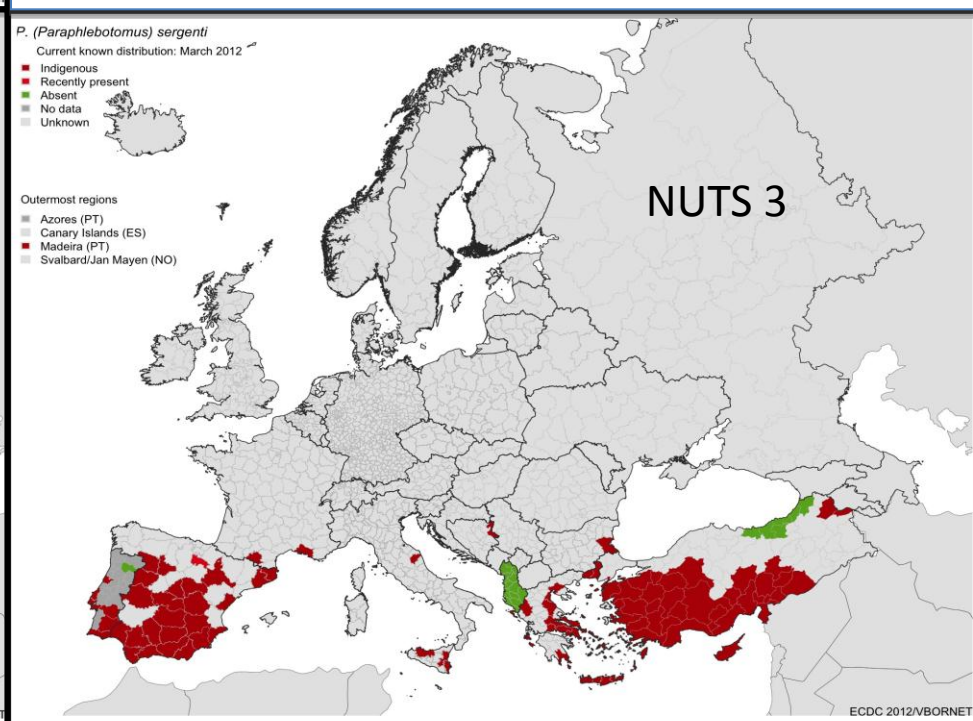 P. (Paraphlebotomus) sergenti
Current known distribution: March 2012
Indigenous
Recently present
Absent
No data
Unknown
Outermost regions
Azores (PT)
Canary Islands (ES)
Madeira (PT)
Svalbard/Jan Mayen (NO)
NUTS 3
ECDC 2012/VBORNET